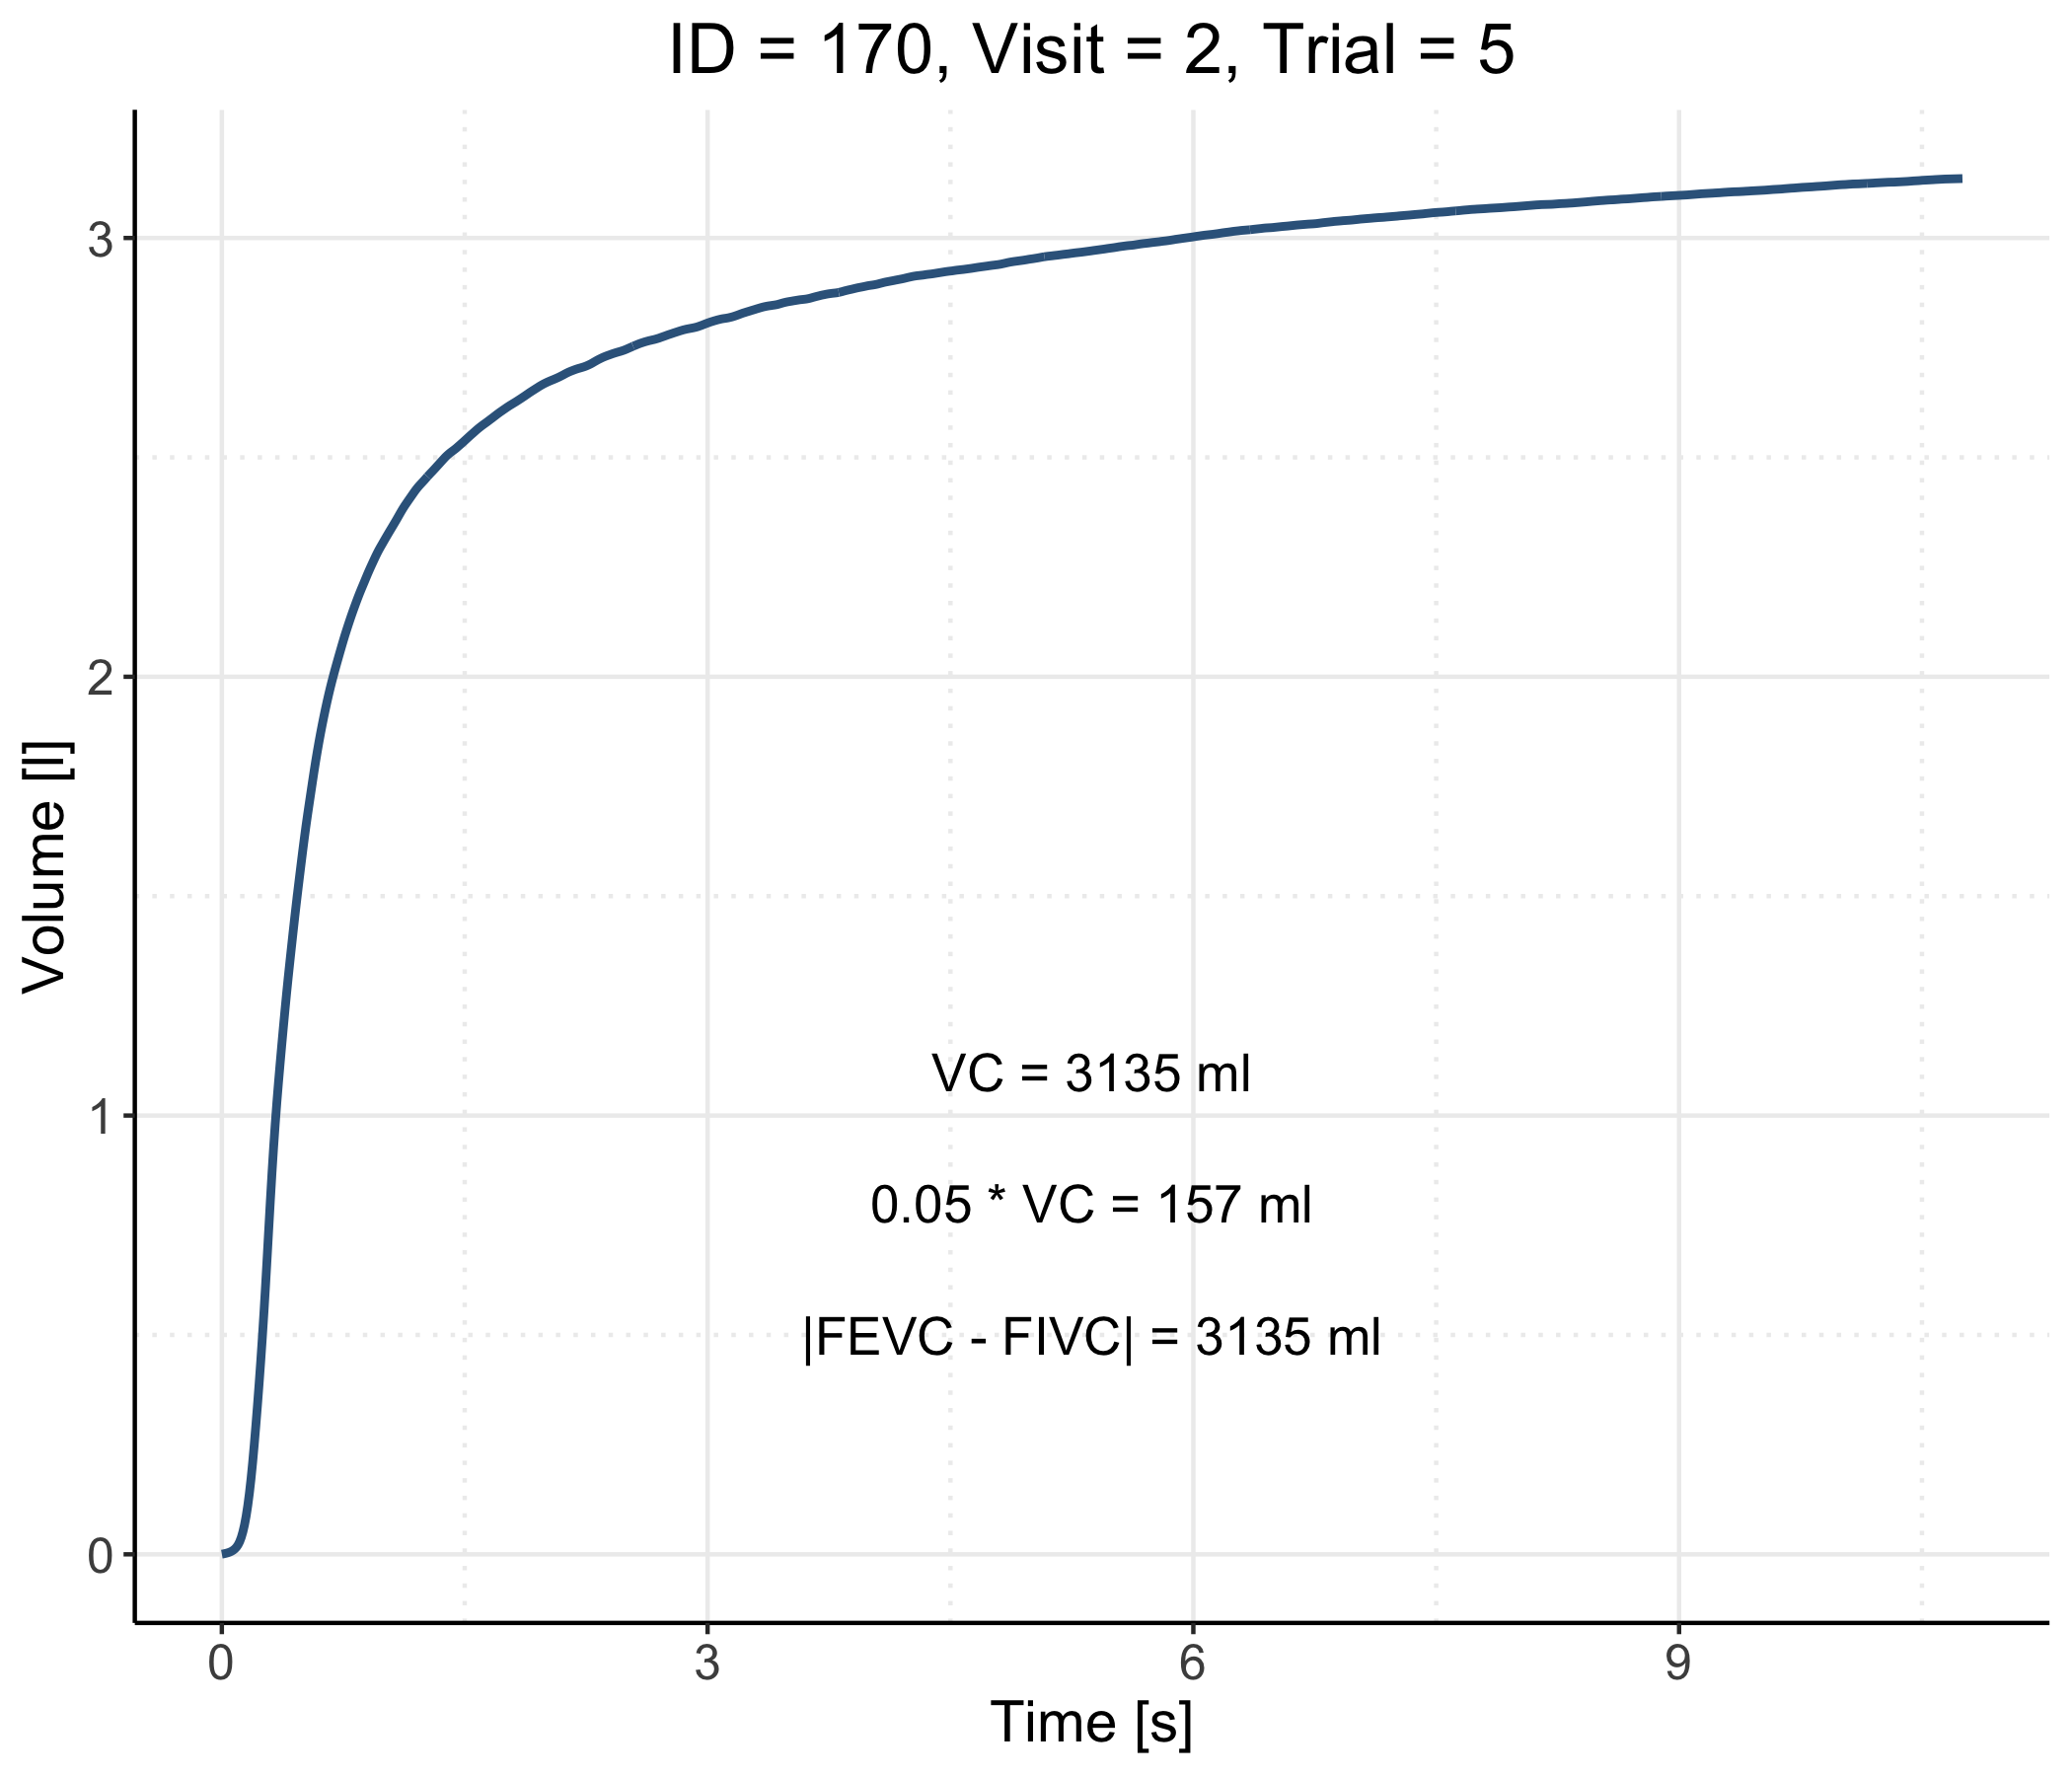 ID = 170, Visit = 2, Trial = 5
3
2
1
0
Volume [l]
VC = 3135 ml
0.05 * VC = 157 ml
|FEVC - FIVC| = 3135 ml
0 3 6 9
Time [s]